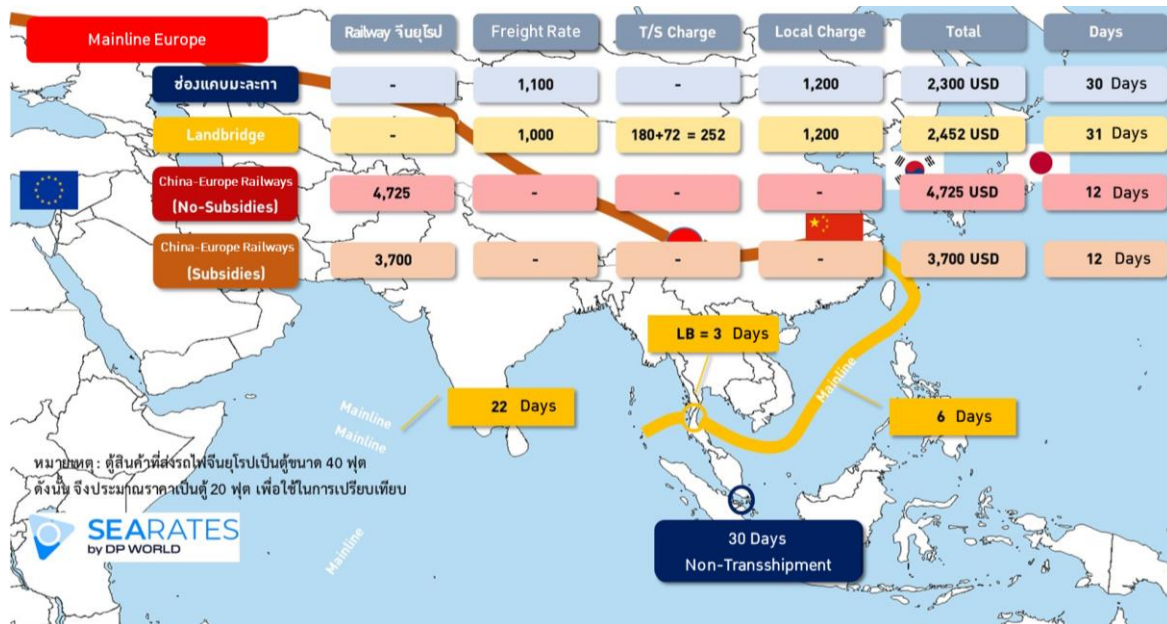 Mainline Europe
Railway จีนยุโรป
Freight Rate
T/S Charge
Local Charge
Total
Days
ช่องแคบมะละกา
-
1,100
-
1,200
2,300 USD
30 Days
Landbridge
-
1,000
180+72 = 252
1,200
2,452 USD
31 Days
China-Europe Railways
(No-Subsidies)
4,725
-
-
-
4,725 USD
12 Days
China-Europe Railways
(Subsidies)
3,700
-
-
-
3,700 USD
12 Days
LB = 3 Days
Mainline
22 Days
6 Days
Mainline
Mainline
หมายเหตุ : ตู้สินค้าที่ส่งรถไฟจีนยุโรปเป็นตู้ขนาด 40 ฟุต
ดังนั้น จึงประมาณราคาเป็นตู้ 20 ฟุต เพื่อใช้ในการเปรียบเทียบ
SEARATES
by DP WORLD
Mainline
30 Days
Non-Transshipment